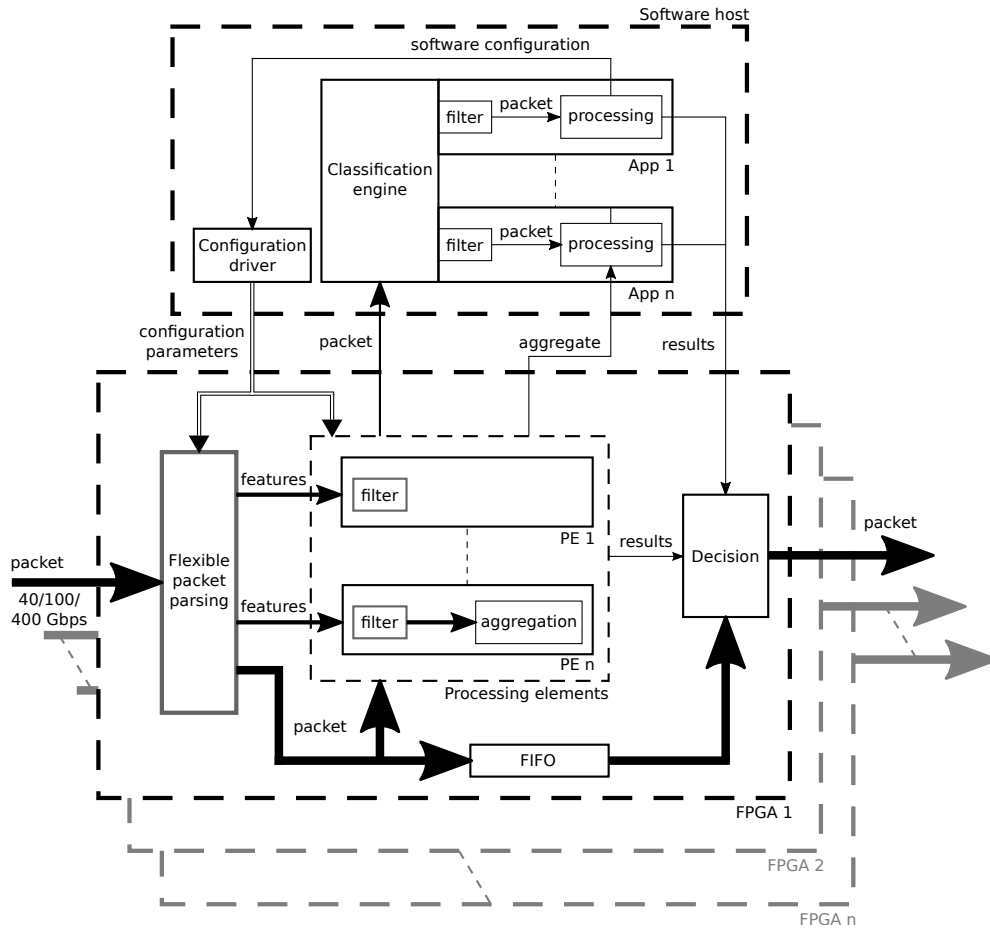 Software host
software configuration
filter
packet
processing
App 1
Classification
engine
filter
packet
processing
App n
Configuration
driver
configuration
parameters
packet
aggregate
results
features
filter
PE 1
packet
40/100/
400 Gbps
Flexible
packet
parsing
results
Decision
packet
features
filter
aggregation
PE n
Processing elements
packet
FIFO
FPGA 1
FPGA 2
FPGA n